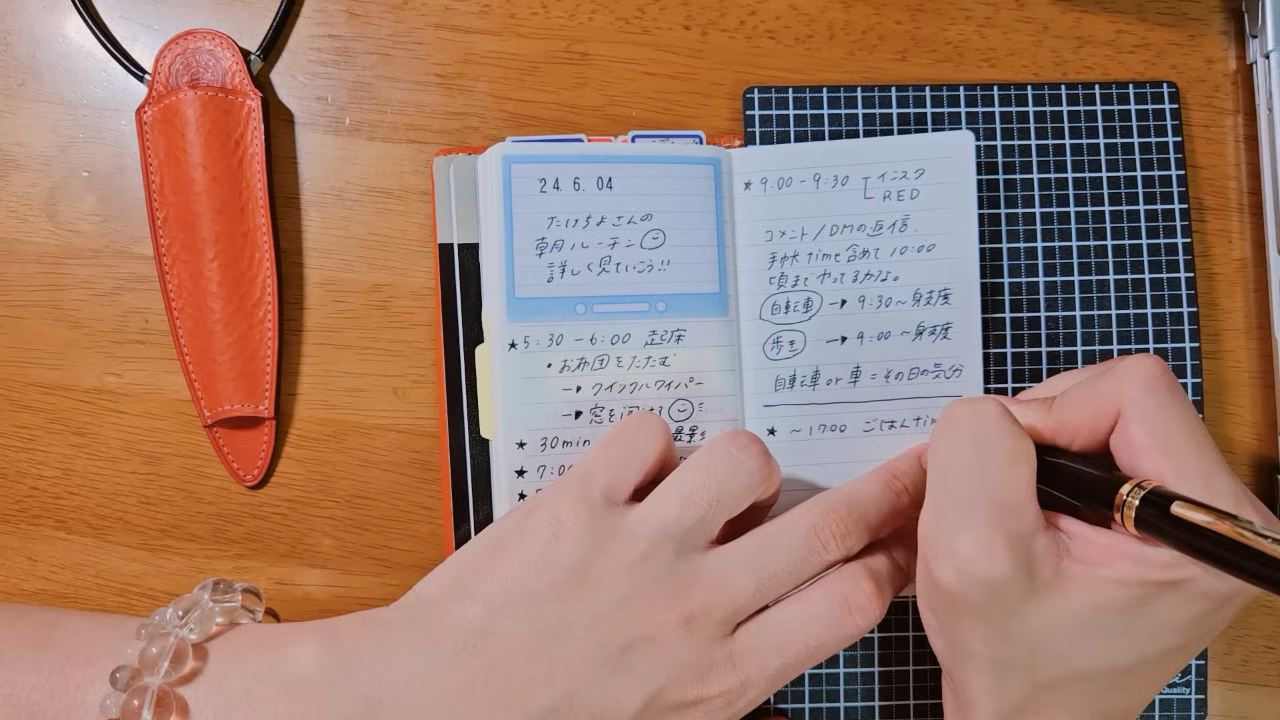 24.6.04
たけちよさんの
朝ルーチン
詳しく見ていこう!!
★5:30-6:00 起床
・お布団をたたむ
→ クイックルワイパー
→ 窓を開ける
★ 30min
撮影
★ 7:0
★
★9:00-9:30 インスタ
RED
コメント/DMの返信.
手帳time含めて10:00
頃までやってるかな。
自転車 → 9:30~身支度
歩き → 9:00~身支度
自転車 or 車 = その日の気分
★ ~17:00 ごはんtim
Quality